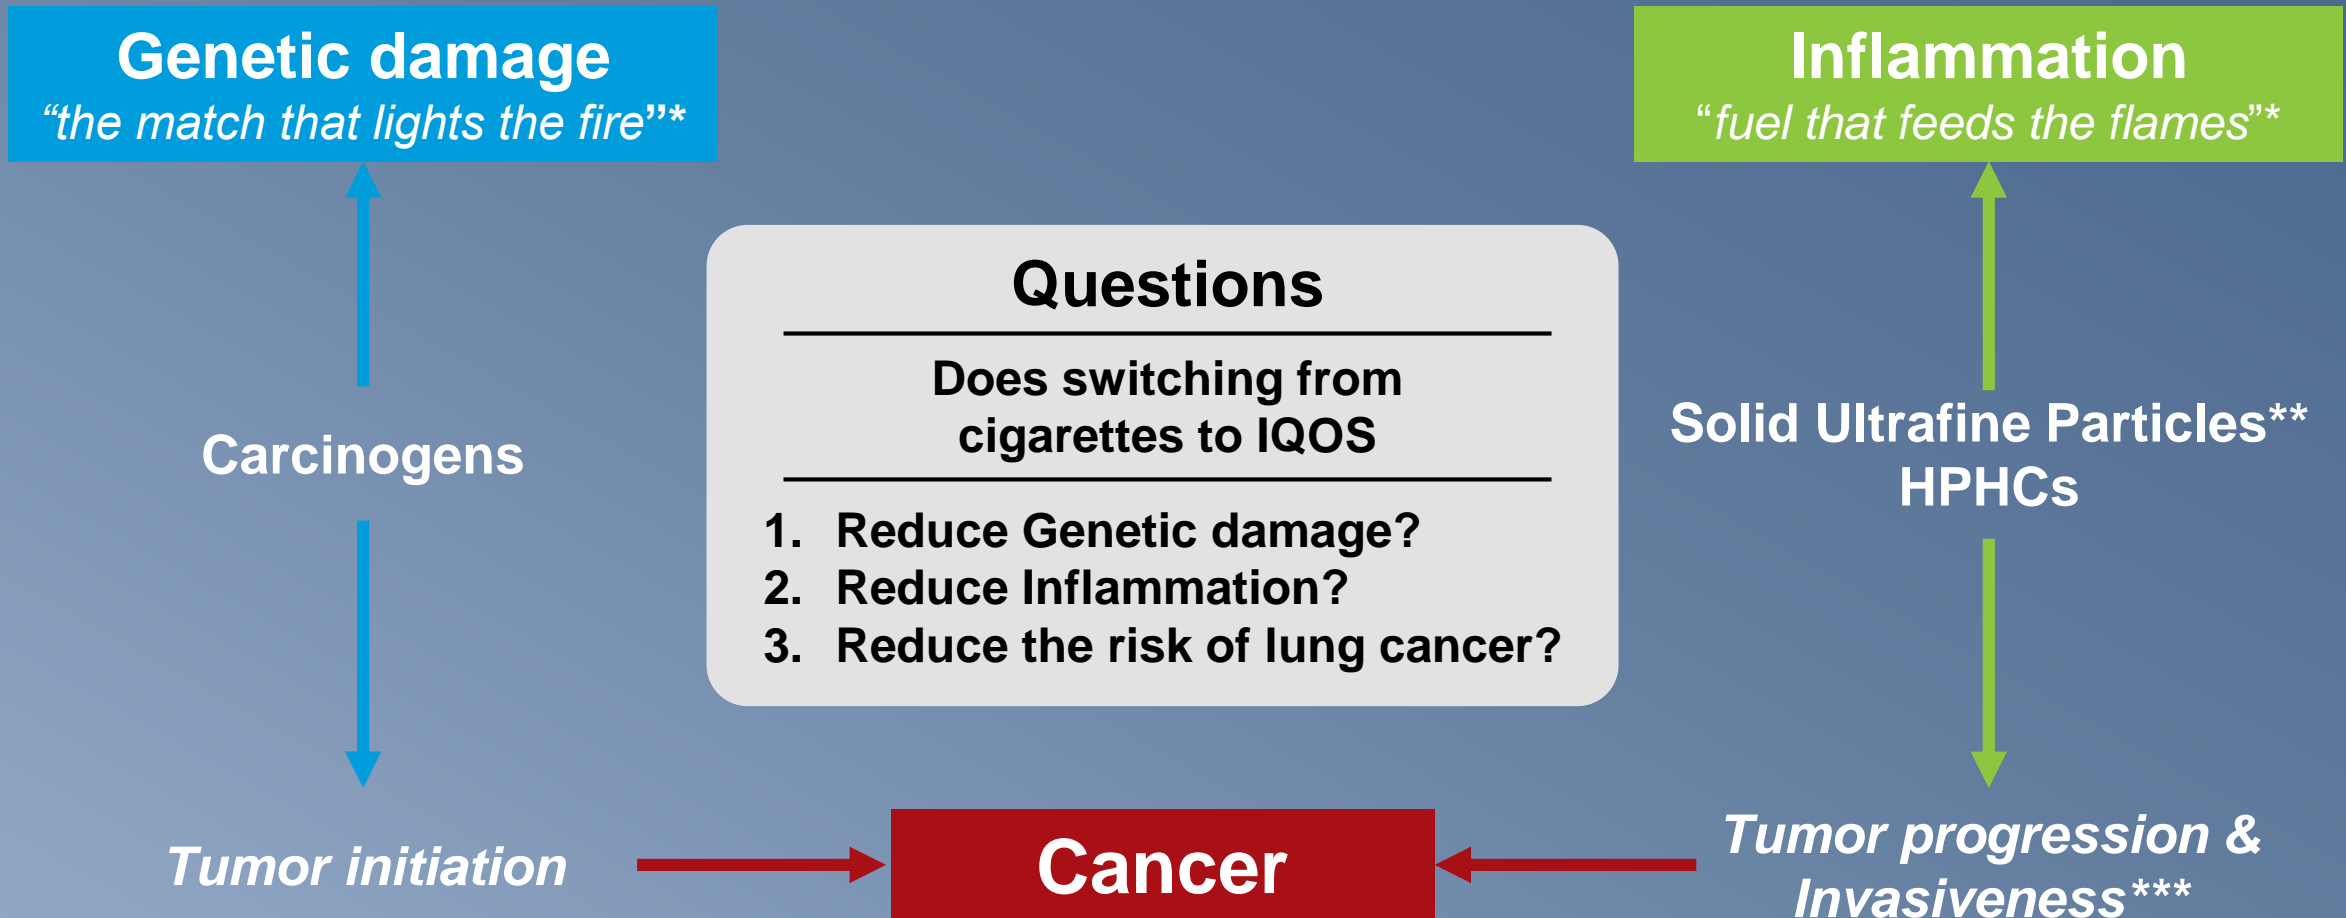 Genetic damage
“the match that lights the fire”*
Inflammation
“fuel that feeds the flames”*
Questions
Does switching from
cigarettes to IQOS
1. Reduce Genetic damage?
2. Reduce Inflammation?
3. Reduce the risk of lung cancer?
Carcinogens
Solid Ultrafine Particles**
HPHCs
Tumor initiation
Cancer
Tumor progression &
Invasiveness***